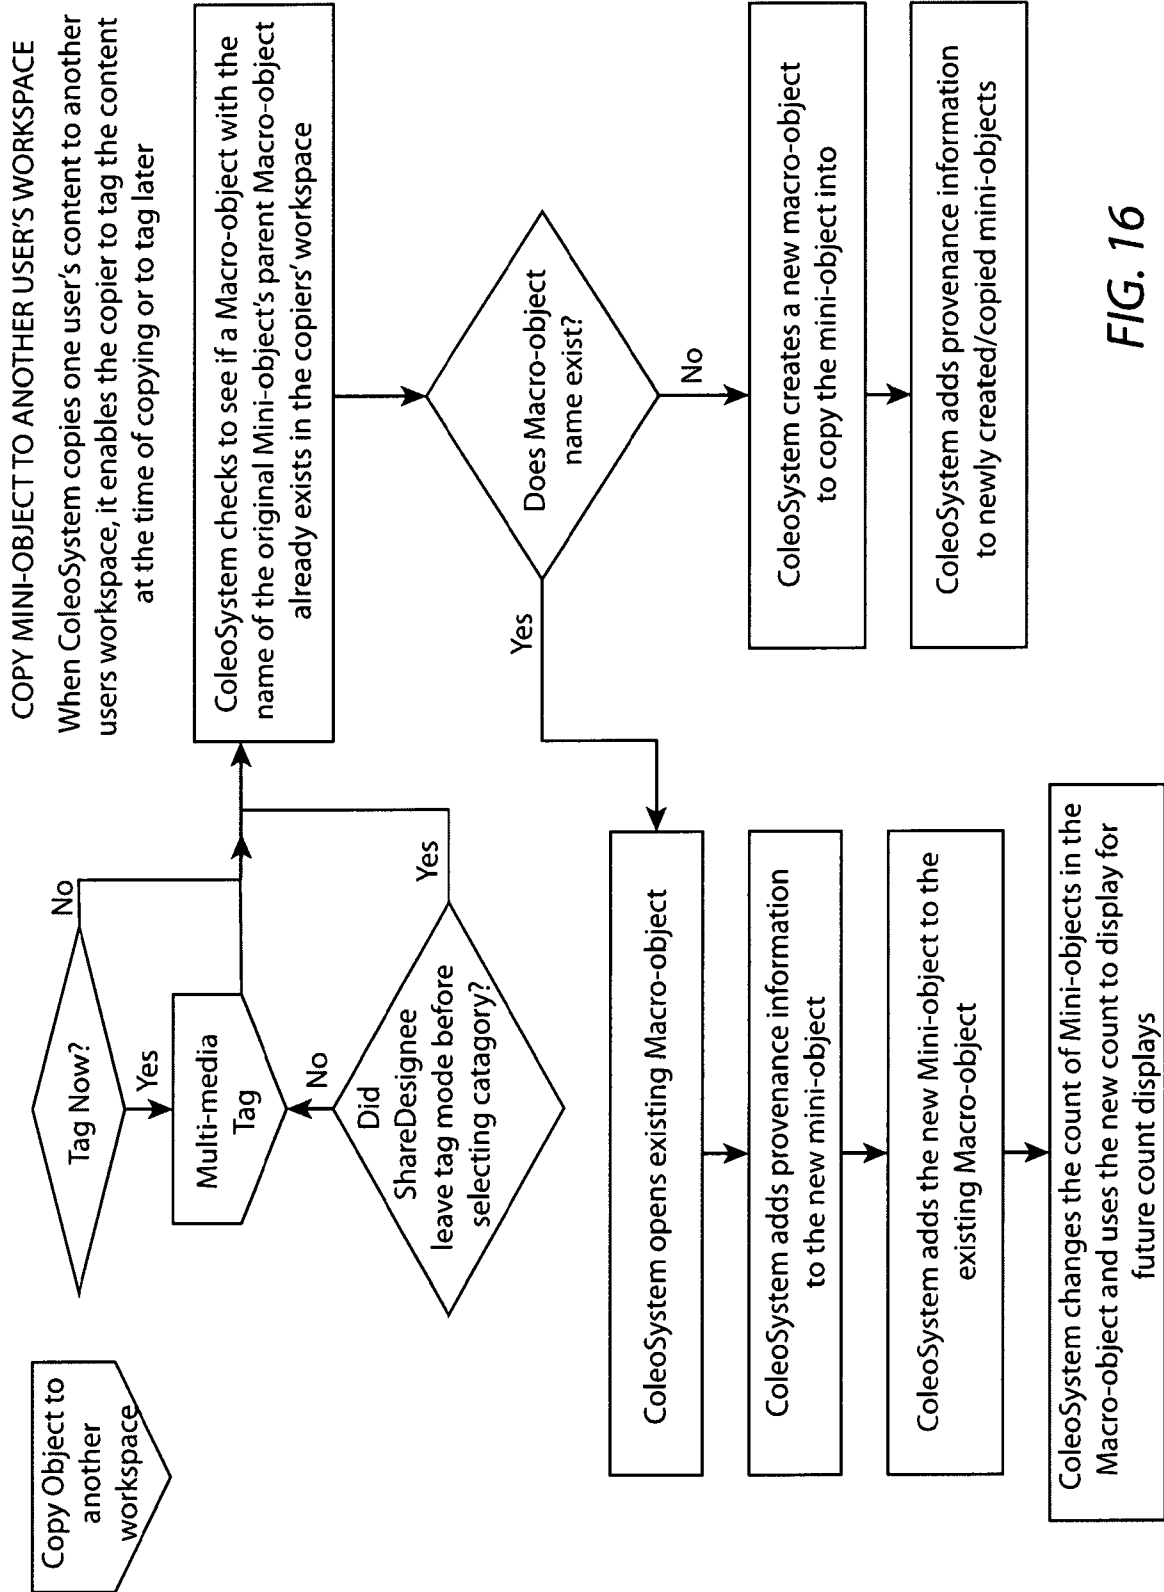 COPY MINI-OBJECT TO ANOTHER USER'S WORKSPACE
When ColeoSystem copies one user's content to another
users workspace, it enables the copier to tag the content
at the time of copying or to tag later
Copy Object to
another
workspace
Tag Now?
No
Yes
Multi-media
Tag
No
Did
ShareDesignee
leave tag mode before
selecting catagory?
Yes
ColeoSystem checks to see if a Macro-object with the
name of the original Mini-object's parent Macro-object
already exists in the copiers' workspace
Does Macro-object
name exist?
Yes
No
ColeoSystem opens existing Macro-object
ColeoSystem adds provenance information
to the new mini-object
ColeoSystem adds the new Mini-object to the
existing Macro-object
ColeoSystem changes the count of Mini-objects in the
Macro-object and uses the new count to display for
future count displays
ColeoSystem creates a new macro-object
to copy the mini-object into
ColeoSystem adds provenance information
to newly created/copied mini-objects
FIG. 16